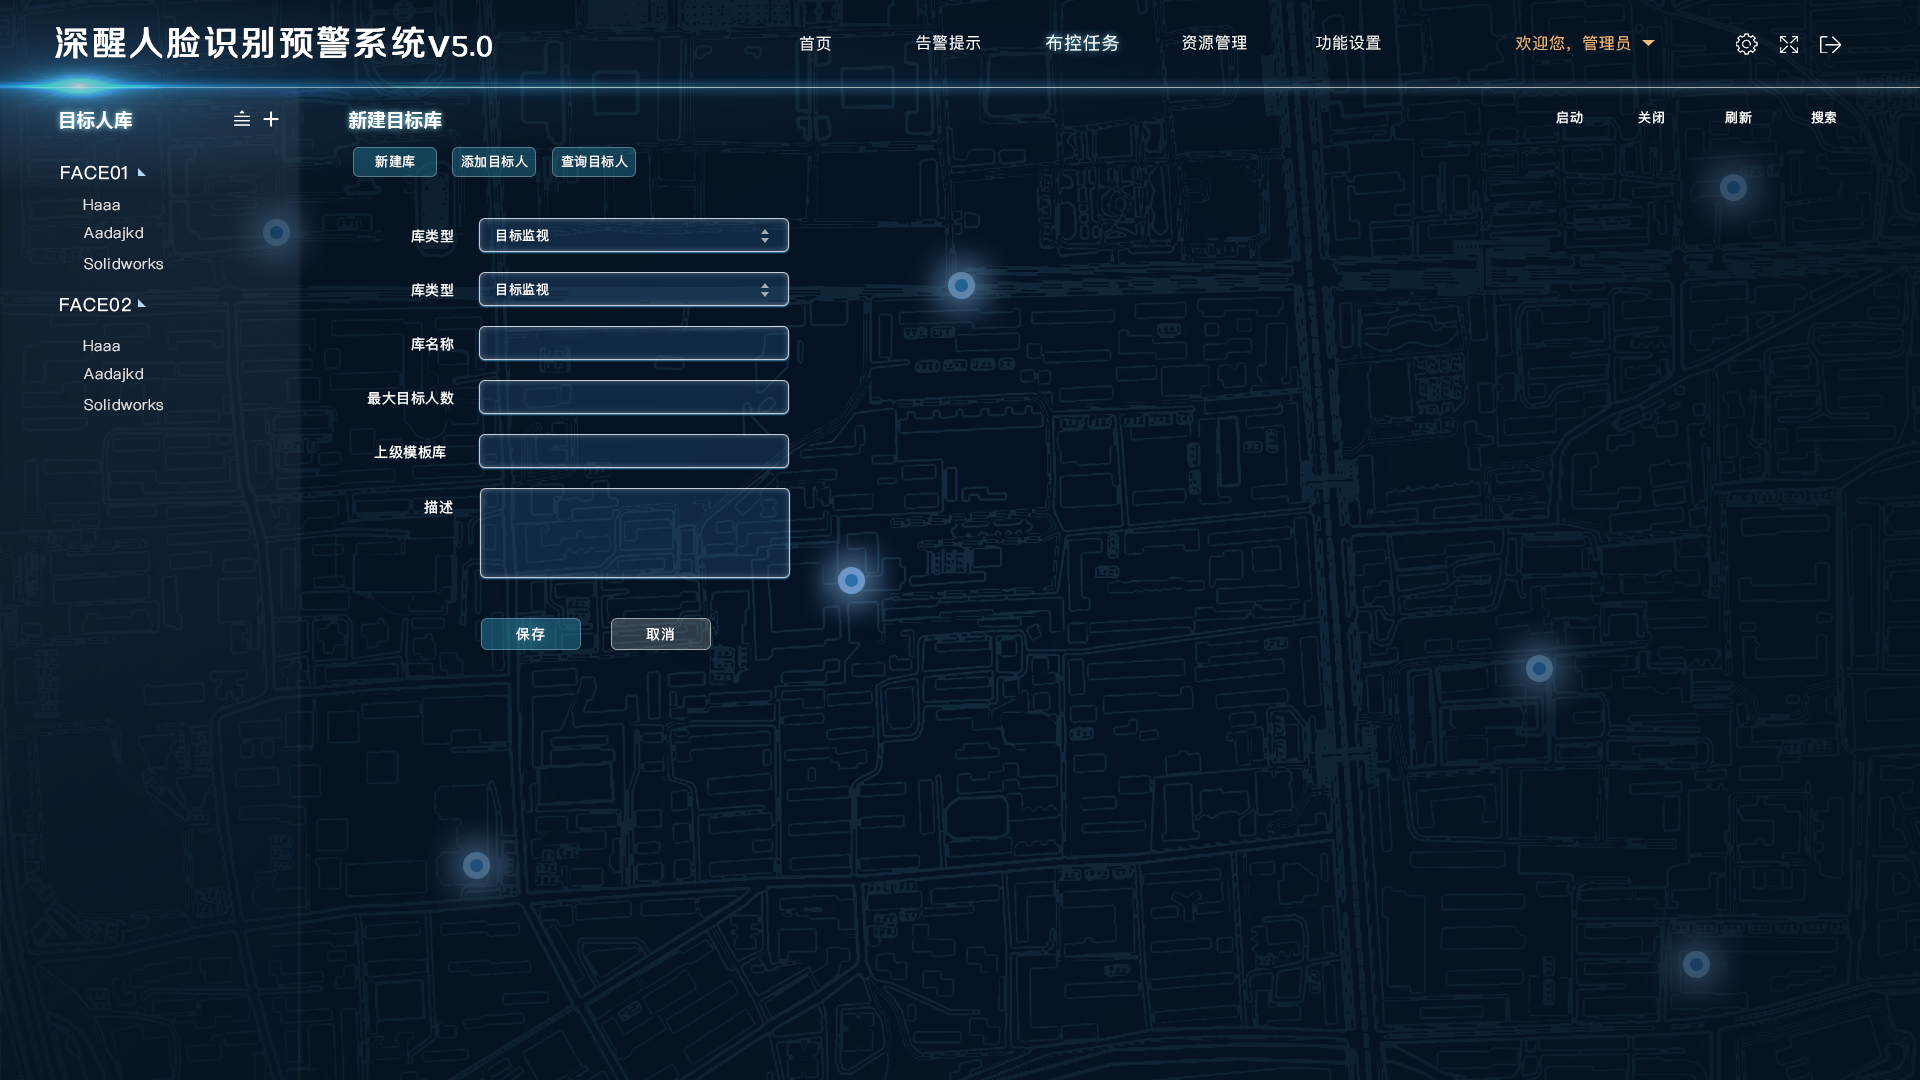 深醒人脸识别预警系统V5.0
首页 告警提示 布控任务 资源管理 功能设置 欢迎您，管理员
目标人库
FACE01
Haaa
Aadajkd
Solidworks
FACE02
Haaa
Aadajkd
Solidworks
新建目标库
启动 关闭 刷新 搜索
新建库 添加目标人 查询目标人
库类型 目标监视
库类型 目标监视
库名称
最大目标人数
上级模板库
描述
保存 取消